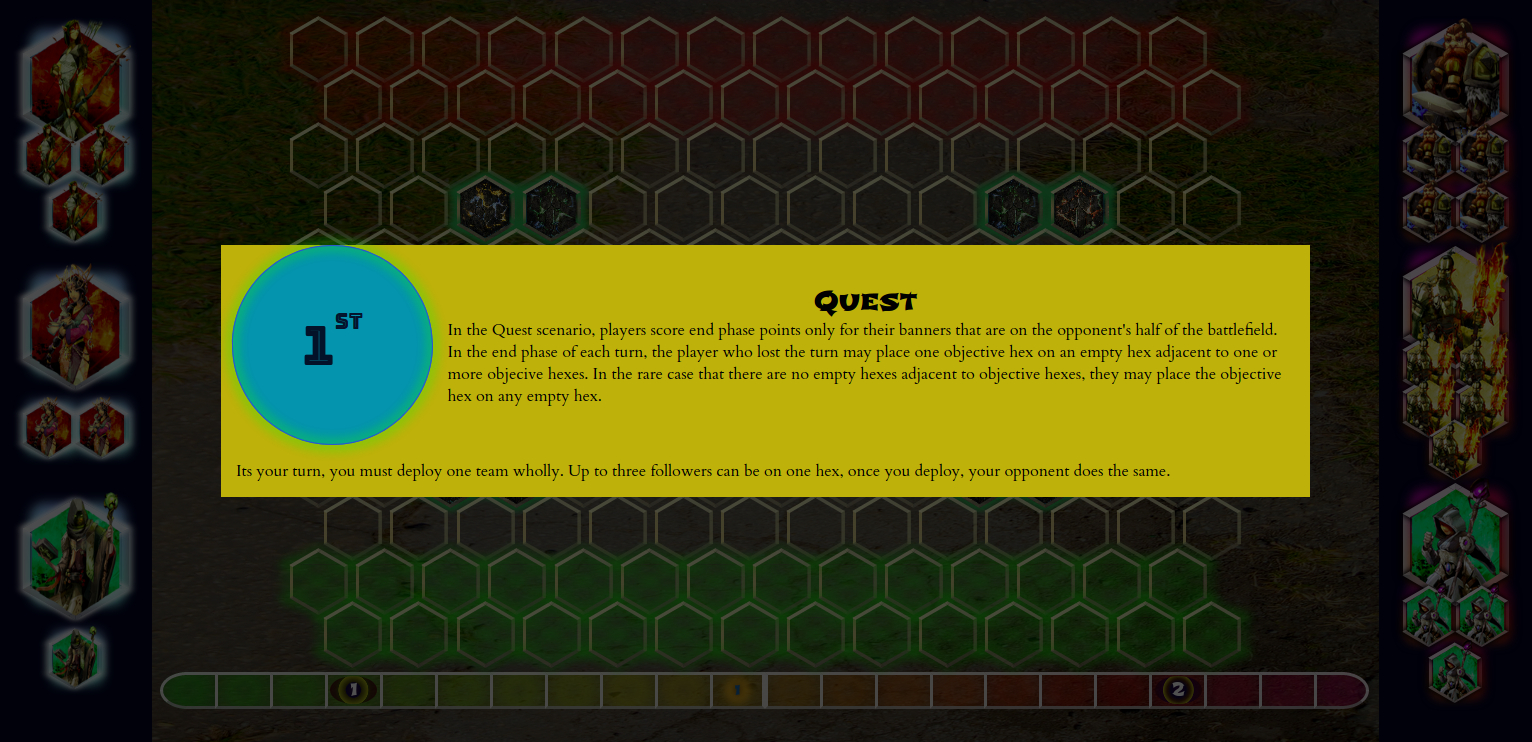 1ST
Quest
In the Quest scenario, players score end phase points only for their banners that are on the opponent's half of the battlefield.
In the end phase of each turn, the player who lost the turn may place one objective hex on an empty hex adjacent to one or
more objecive hexes. In the rare case that there are no empty hexes adjacent to objective hexes, they may place the objective
hex on any empty hex.
Its your turn, you must deploy one team wholly. Up to three followers can be on one hex, once you deploy, your opponent does the same.
1
2